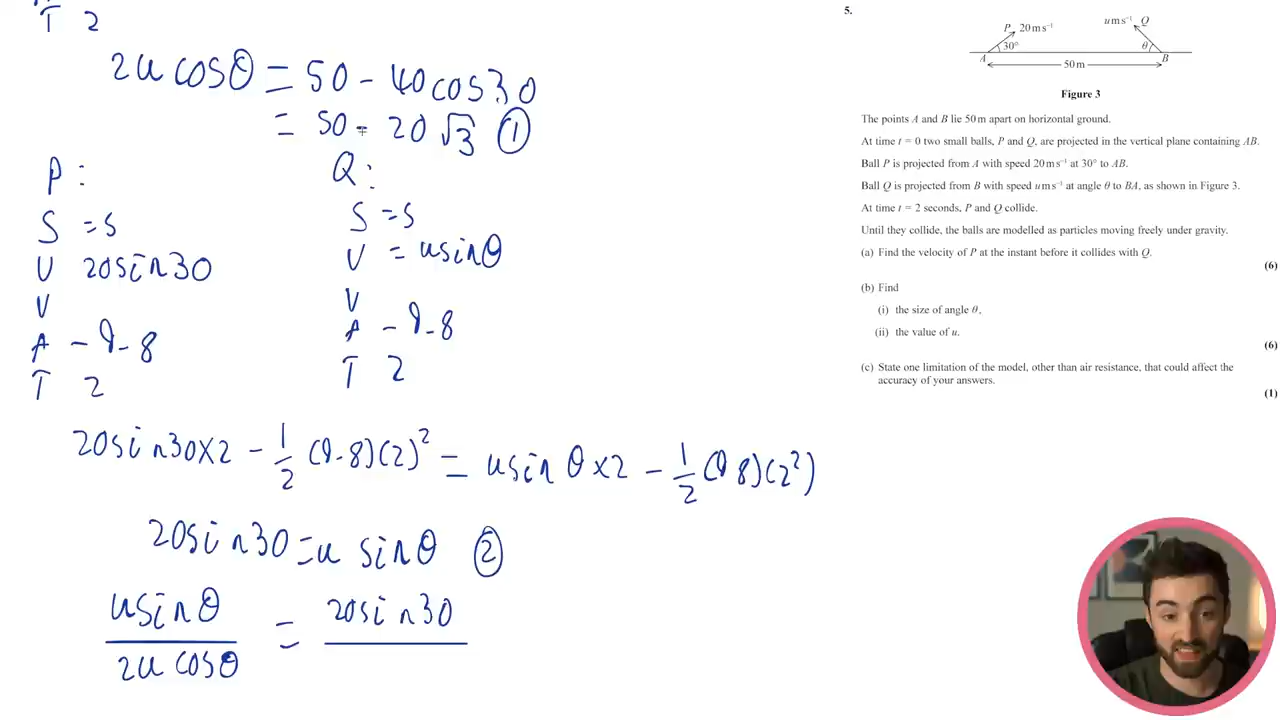 T 2
2u cosθ = 50 - 40cos30
= 50 - 20√3 ①
P:
S = s
U 20sin30
V
A - 9.8
T 2
Q:
S = s
U = usinθ
V
A - 9.8
T 2
20sin30×2 - 1/2 (9.8)(2)² = usinθ×2 - 1/2 (9.8)(2²)
20sin30 = u sinθ ②
usinθ / 2u cosθ = 20sin30 /
5.
P 20 m s⁻¹
u m s⁻¹ Q
30°
θ
A
B
50 m
Figure 3
The points A and B lie 50 m apart on horizontal ground.
At time t = 0 two small balls, P and Q, are projected in the vertical plane containing AB.
Ball P is projected from A with speed 20 m s⁻¹ at 30° to AB.
Ball Q is projected from B with speed u m s⁻¹ at angle θ to BA, as shown in Figure 3.
At time t = 2 seconds, P and Q collide.
Until they collide, the balls are modelled as particles moving freely under gravity.
(a) Find the velocity of P at the instant before it collides with Q.
(6)
(b) Find
(i) the size of angle θ,
(ii) the value of u.
(6)
(c) State one limitation of the model, other than air resistance, that could affect the
accuracy of your answers.
(1)